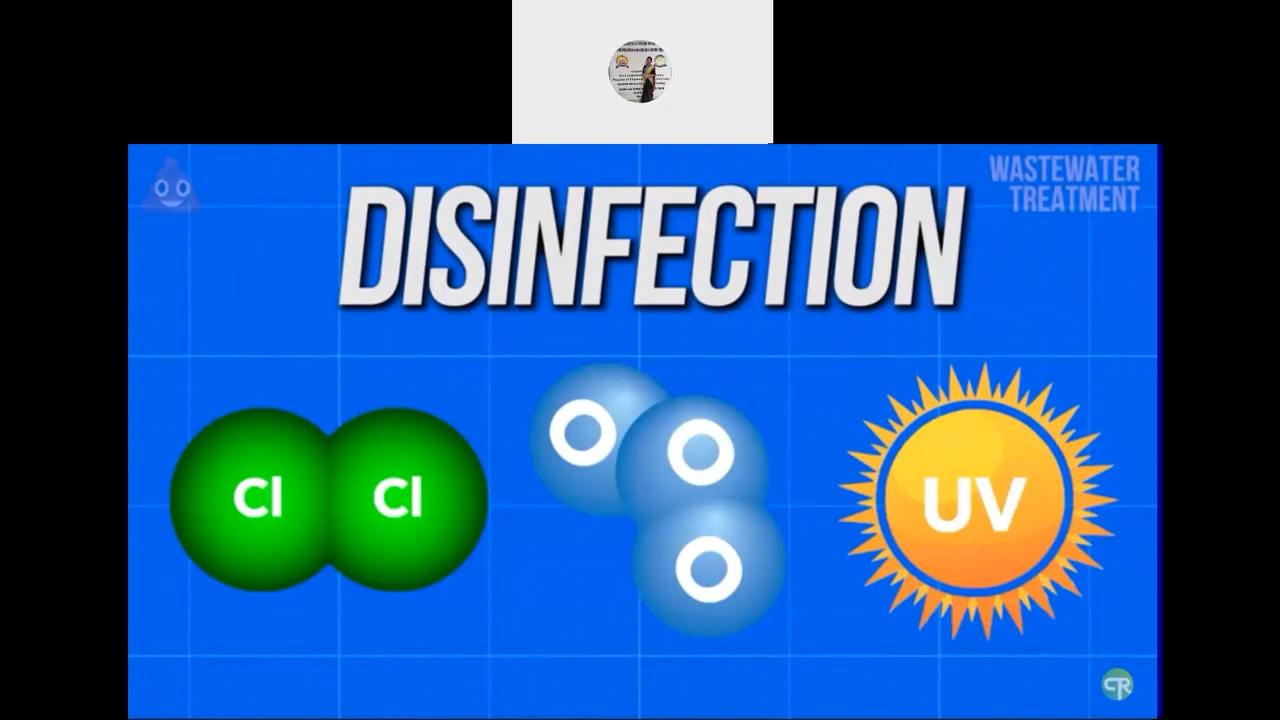 WASTEWATER
TREATMENT
DISINFECTION
Cl Cl
O
O
O
UV